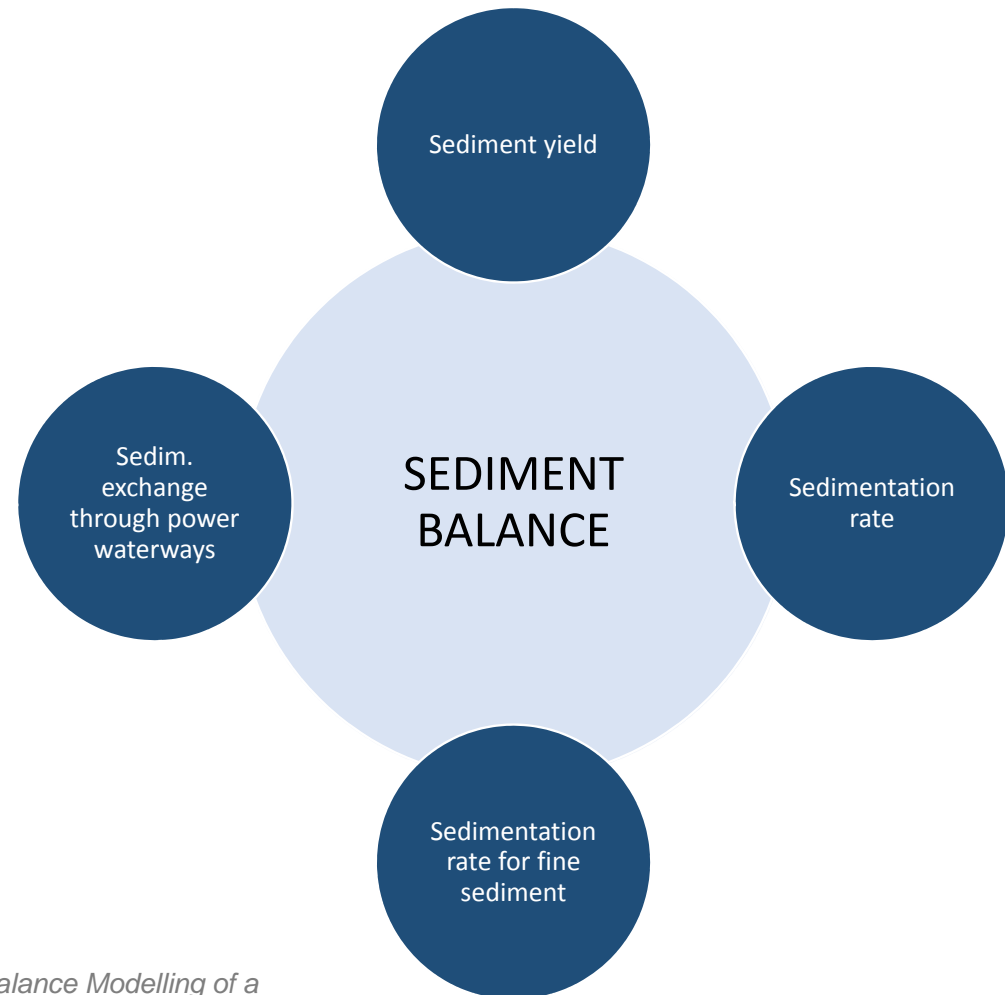 Sediment yield
Sedim.
exchange
through power
waterways
SEDIMENT
BALANCE
Sedimentation
rate
Sedimentation
rate for fine
sediment
alance Modelling of a